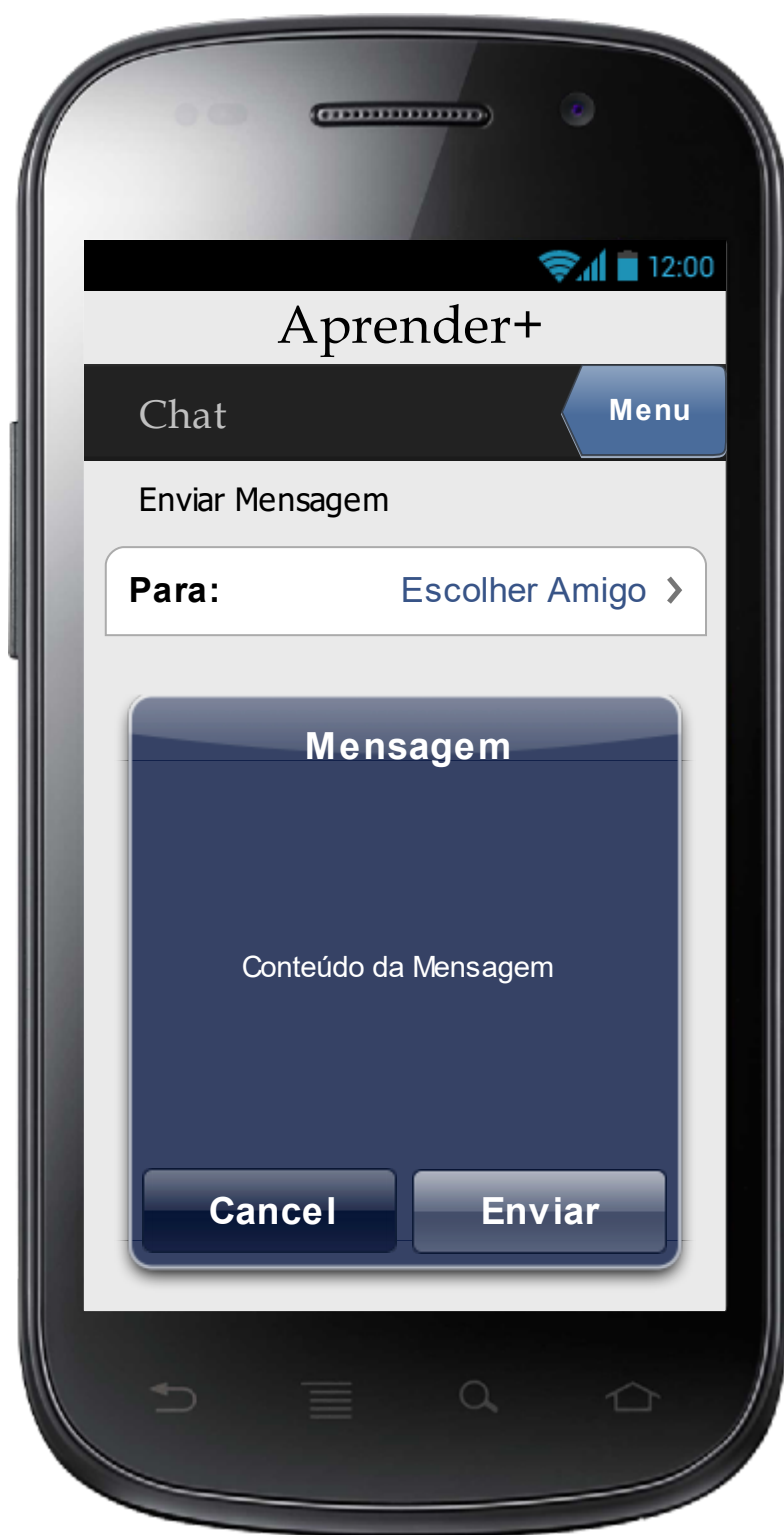 12:00
Aprender+
Chat
Menu
Enviar Mensagem
Para: Escolher Amigo >
Mensagem
Conteúdo da Mensagem
Cancel
Enviar